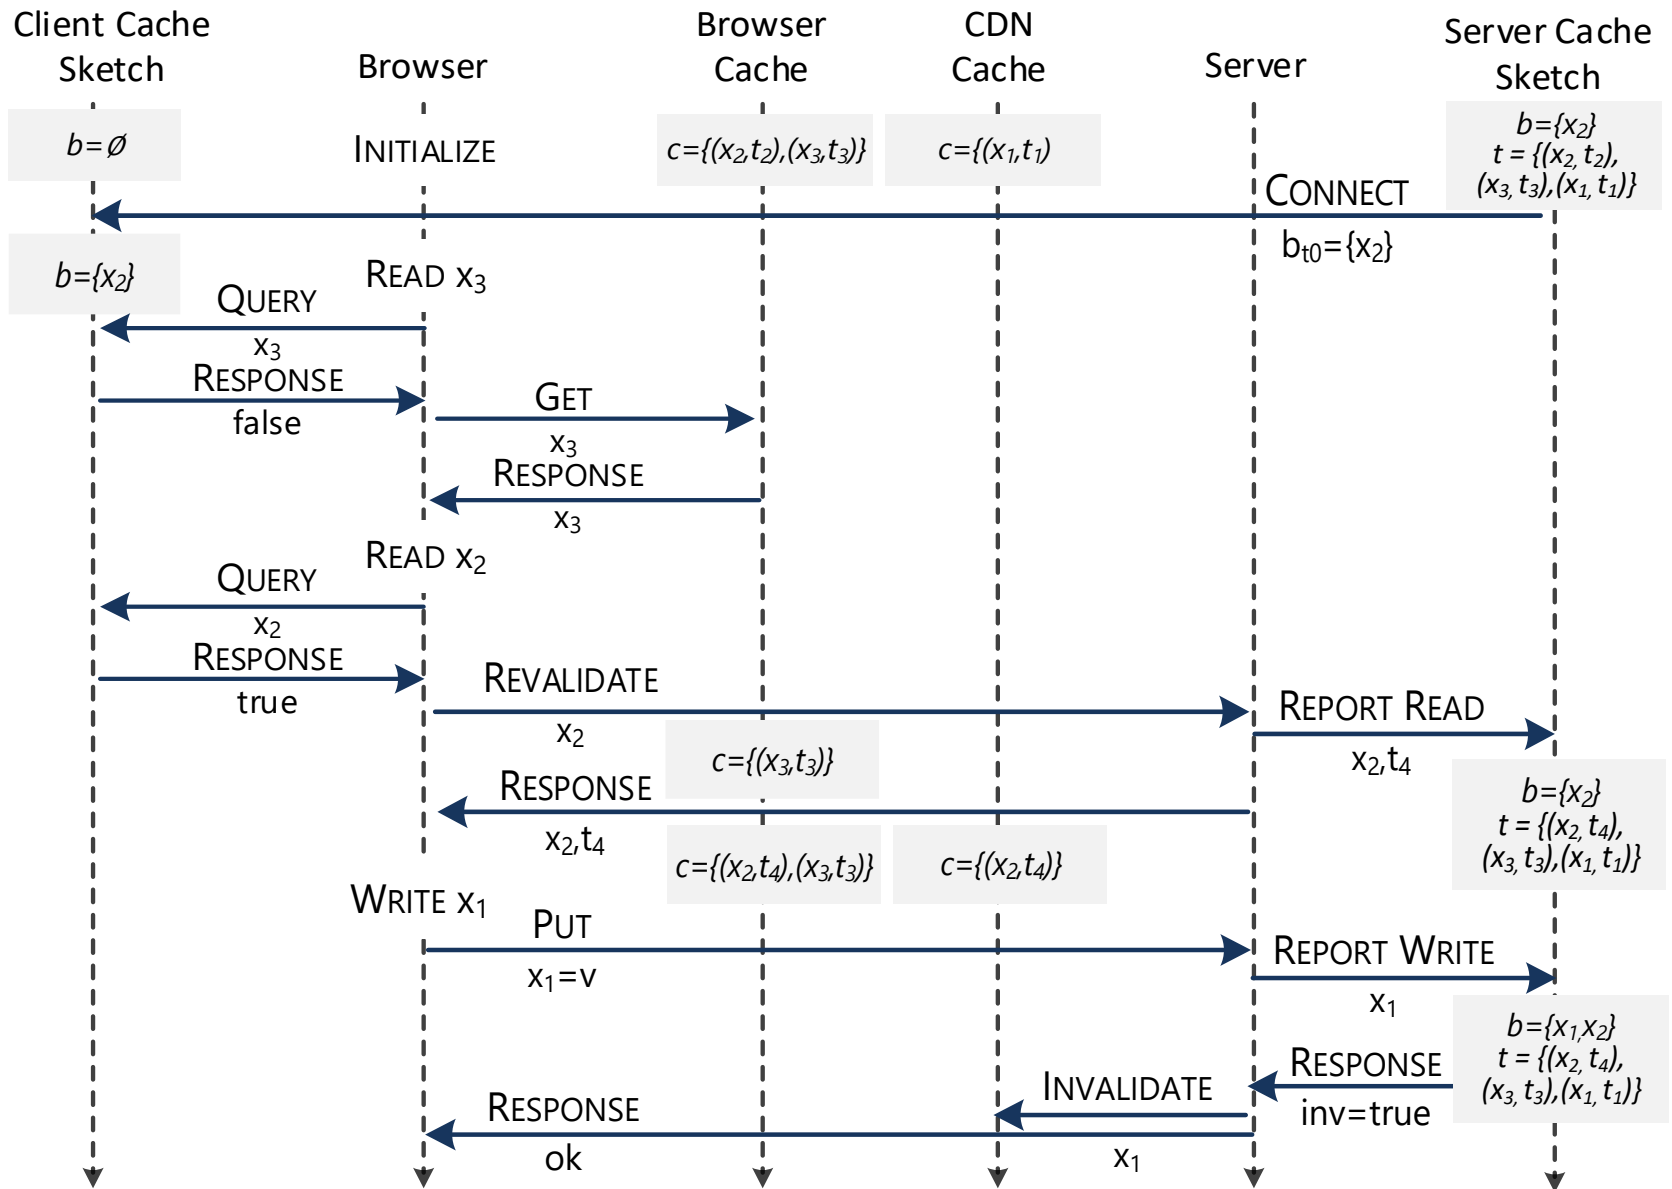 Client Cache
Sketch
Browser
Browser
Cache
CDN
Cache
Server
Server Cache
Sketch
b=Ø
INITIALIZE
c={(x₂,t₂),(x₃,t₃)}
c={(x₁,t₁)
b={x₂}
t = {(x₂, t₂),
(x₃, t₃),(x₁, t₁)}
CONNECT
bt0={x₂}
b={x₂}
READ x₃
QUERY
x₃
RESPONSE
false
GET
x₃
RESPONSE
x₃
READ x₂
QUERY
x₂
RESPONSE
true
REVALIDATE
x₂
REPORT READ
x₂,t₄
c={(x₃,t₃)}
RESPONSE
x₂,t₄
b={x₂}
t = {(x₂, t₄),
(x₃, t₃),(x₁, t₁)}
c={(x₂,t₄),(x₃,t₃)}
c={(x₂,t₄)}
WRITE x₁
PUT
x₁=v
REPORT WRITE
x₁
b={x₁,x₂}
t = {(x₂, t₄),
(x₃, t₃),(x₁, t₁)}
RESPONSE
inv=true
INVALIDATE
x₁
RESPONSE
ok